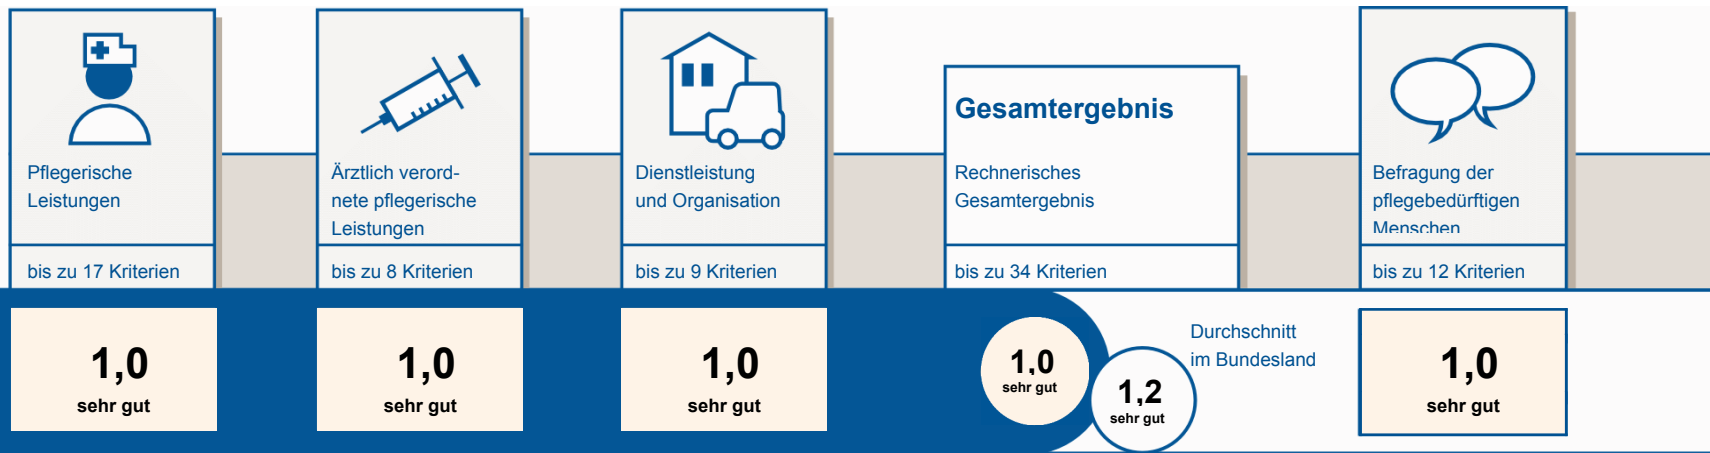 Pflegerische
Leistungen
bis zu 17 Kriterien
1,0
sehr gut
Ärztlich verord-
nete pflegerische
Leistungen
bis zu 8 Kriterien
1,0
sehr gut
Dienstleistung
und Organisation
bis zu 9 Kriterien
1,0
sehr gut
Gesamtergebnis
Rechnerisches
Gesamtergebnis
bis zu 34 Kriterien
1,0
sehr gut
1,2
sehr gut
Durchschnitt
im Bundesland
Befragung der
pflegebedürftigen
Menschen
bis zu 12 Kriterien
1,0
sehr gut